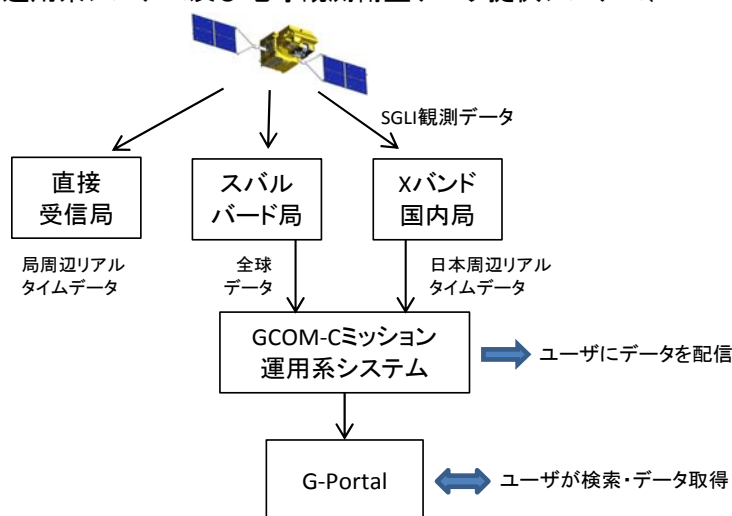 SGLI観測データ
直接
受信局
スバル
バード局
Xバンド
国内局
局周辺リアル
タイムデータ
全球
データ
日本周辺リアル
タイムデータ
GCOM-Cミッション
運用系システム
ユーザにデータを配信
G-Portal
ユーザが検索・データ取得